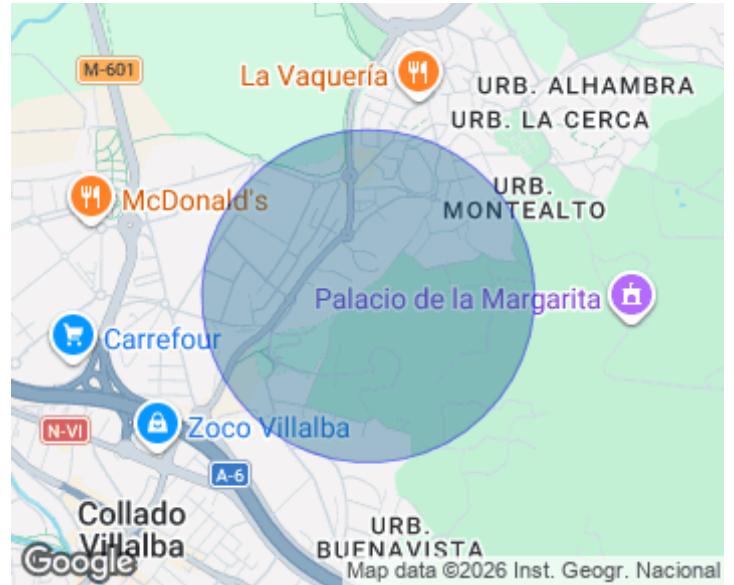 M-601
La Vaquería
URB. ALHAMBRA
URB. LA CERCA
McDonald's
URB.
MONTEALTO
Palacio de la Margarita
Carrefour
N-VI
Zoco Villalba
A-6
Collado
Villalba
URB.
BUENAVISTA
Google
Map data ©2026 Inst. Geogr. Nacional